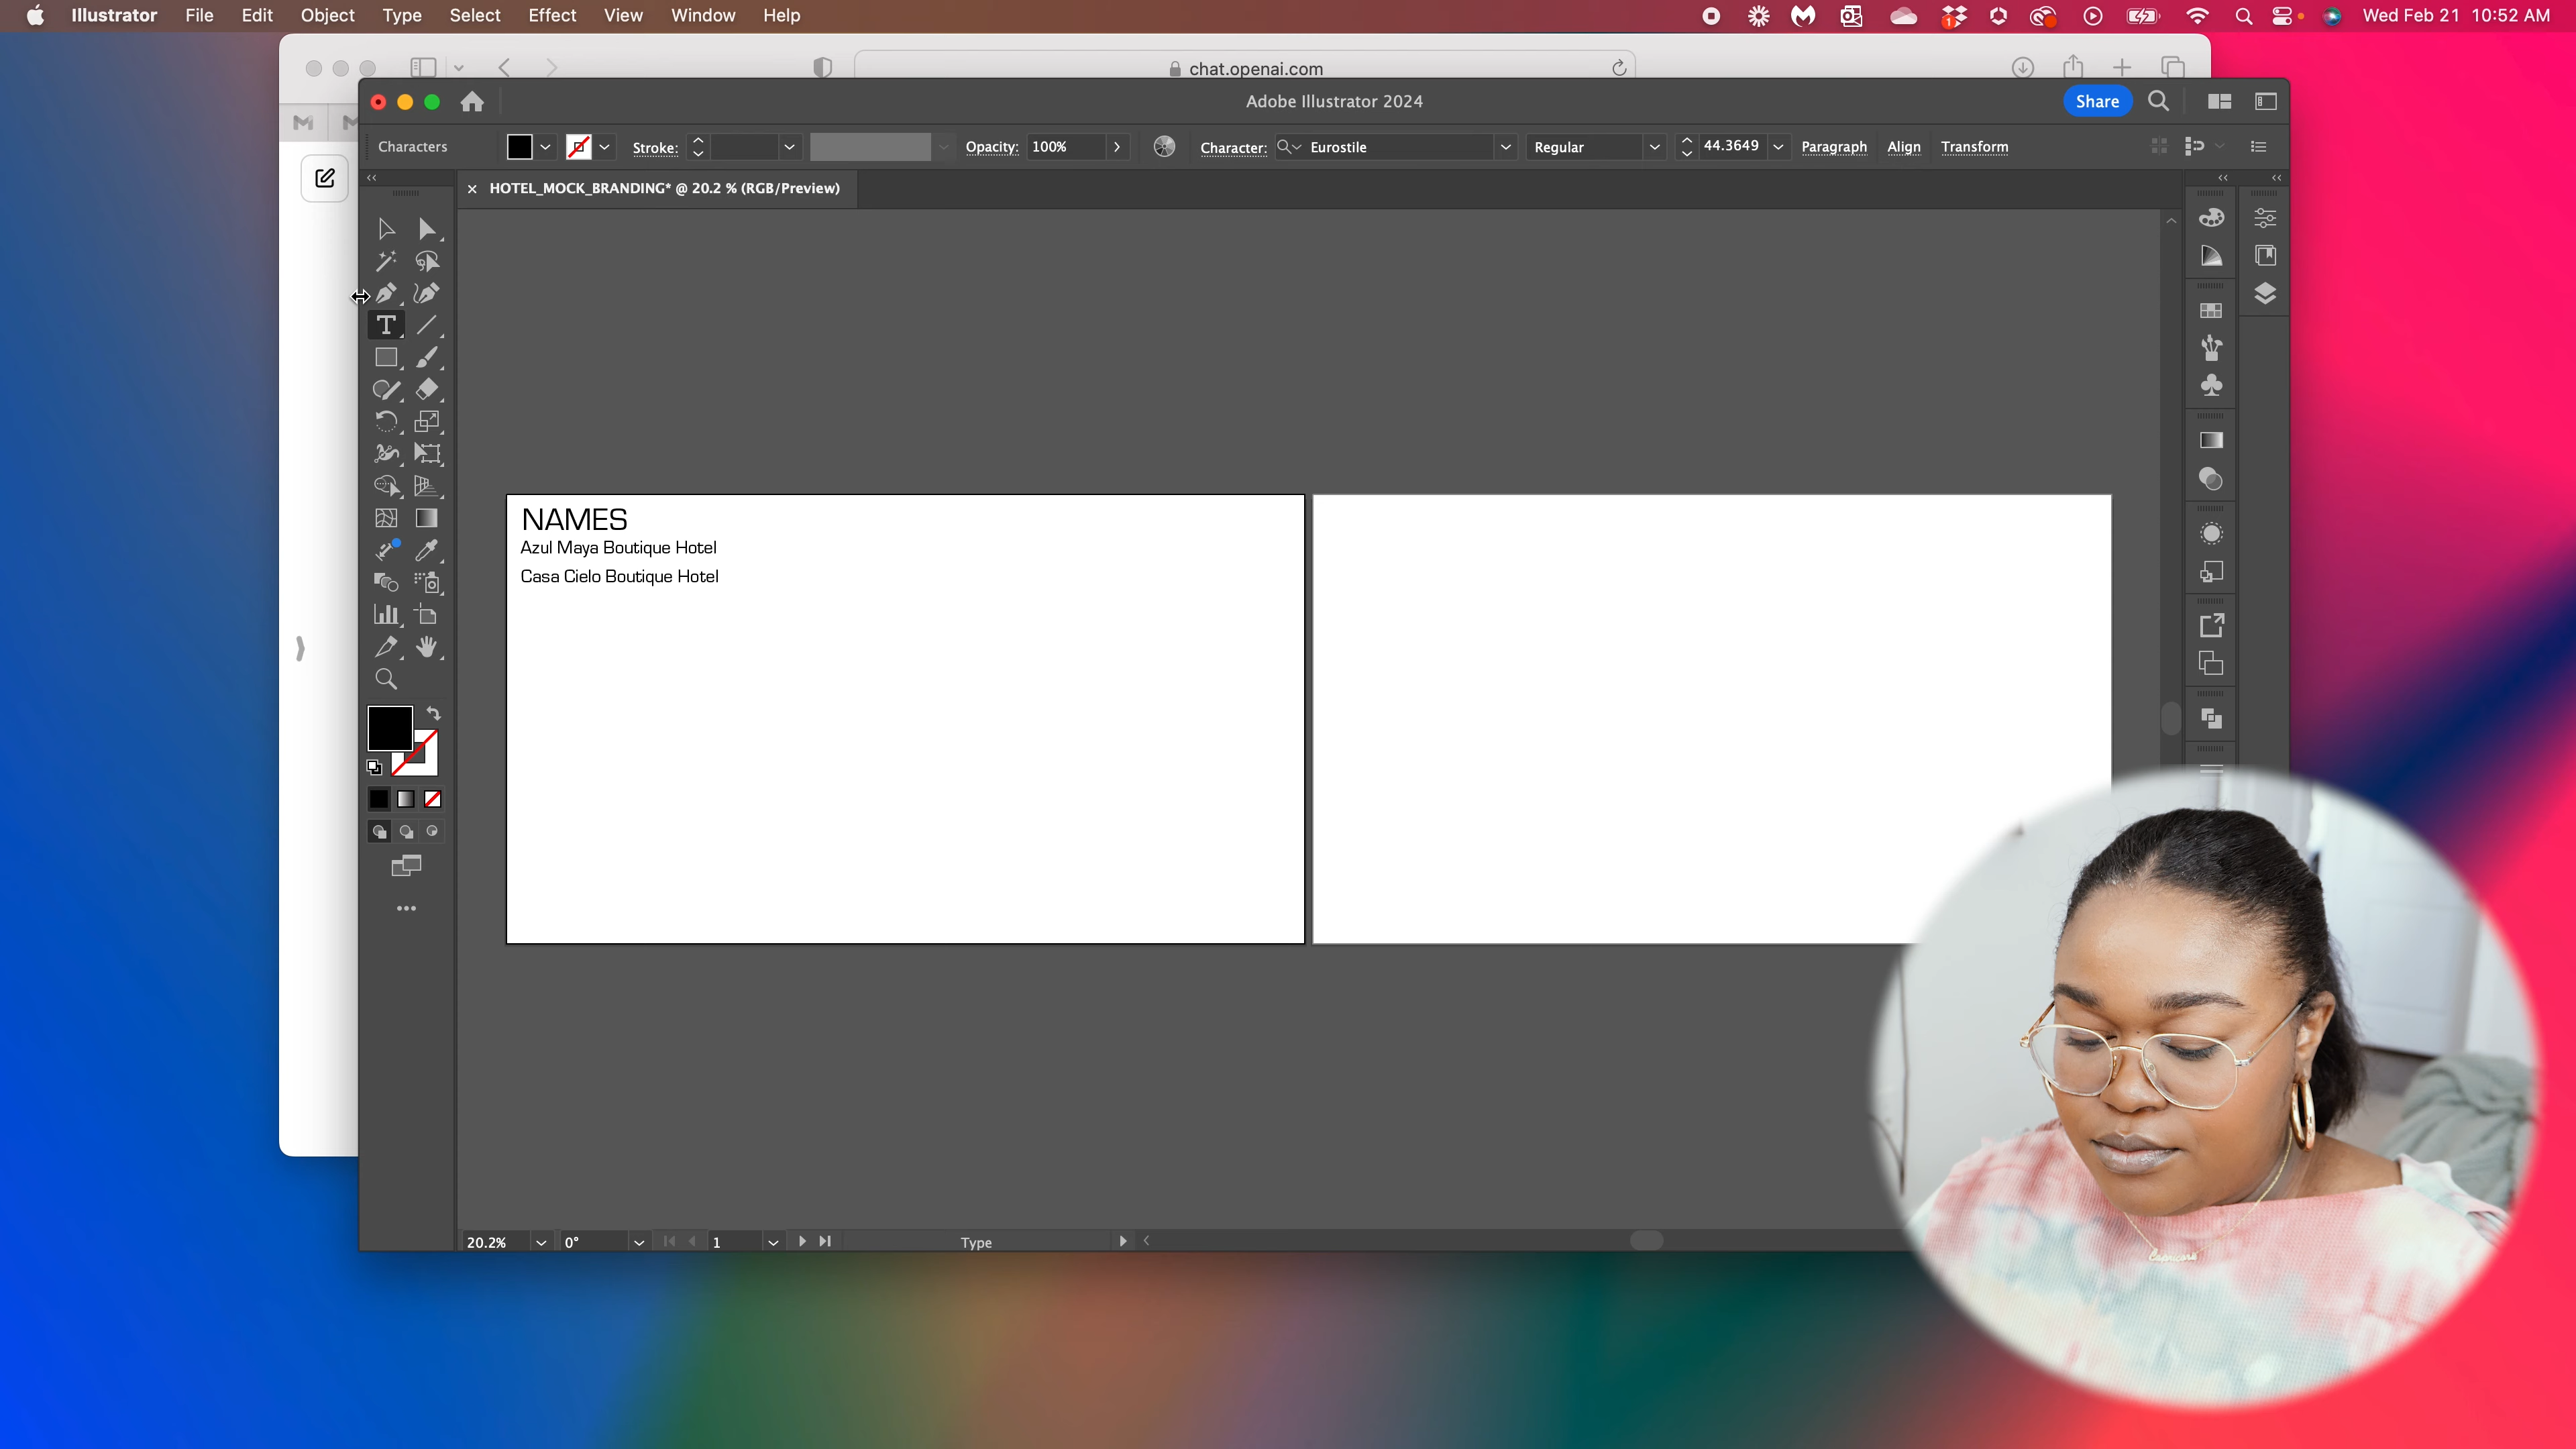 Illustrator File Edit Object Type Select Effect View Window Help
1
Wed Feb 21 10:52 AM
chat.openai.com
Adobe Illustrator 2024
Share
Characters
Stroke:
Opacity: 100%
Character: Eurostile
Regular
44.3649
Paragraph Align Transform
× HOTEL_MOCK_BRANDING* @ 20.2 % (RGB/Preview)
NAMES
Azul Maya Boutique Hotel
Casa Cielo Boutique Hotel
20.2%
0°
1
Type